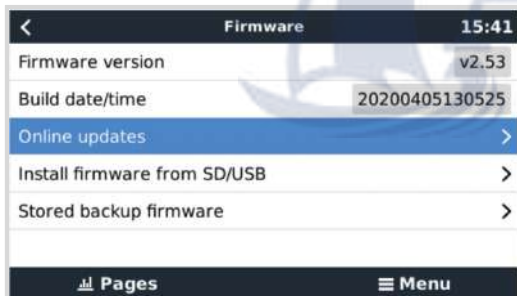 Firmware 15:41
Firmware version v2.53
Build date/time 20200405130525
Online updates
Install firmware from SD/USB
Stored backup firmware
Pages Menu